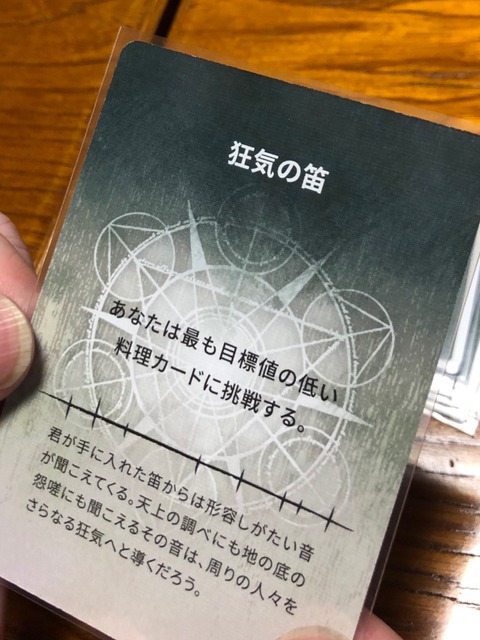 狂気の笛
あなたは最も目標値の低い
料理カードに挑戦する。
君が手に入れた笛からは形容しがたい音
が聞こえてくる。天上の調べにも地の底の
怨嗟にも聞こえるその音は、周りの人々を
さらなる狂気へと導くだろう。